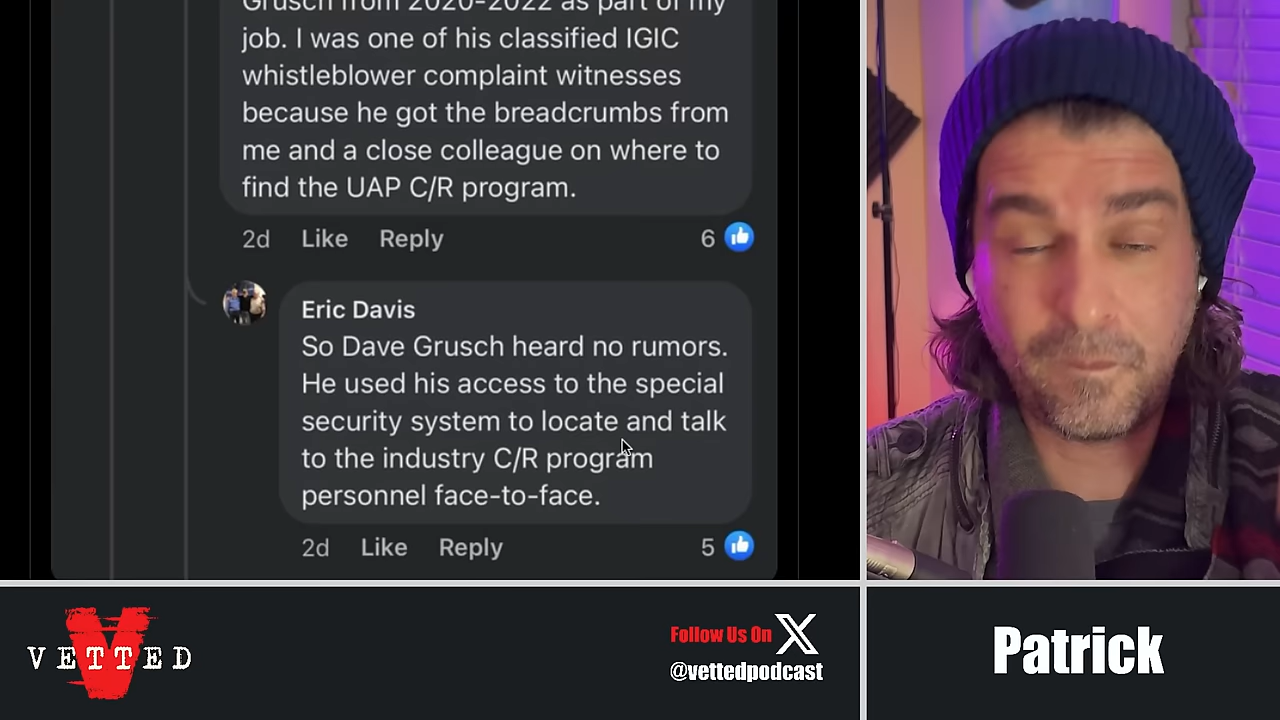 Grusch from 2020-2022 as part of my
job. I was one of his classified IGIC
whistleblower complaint witnesses
because he got the breadcrumbs from
me and a close colleague on where to
find the UAP C/R program.
2d Like Reply 6
Eric Davis
So Dave Grusch heard no rumors.
He used his access to the special
security system to locate and talk
to the industry C/R program
personnel face-to-face.
2d Like Reply 5
VETTED
Follow Us On X
@vettedpodcast
Patrick